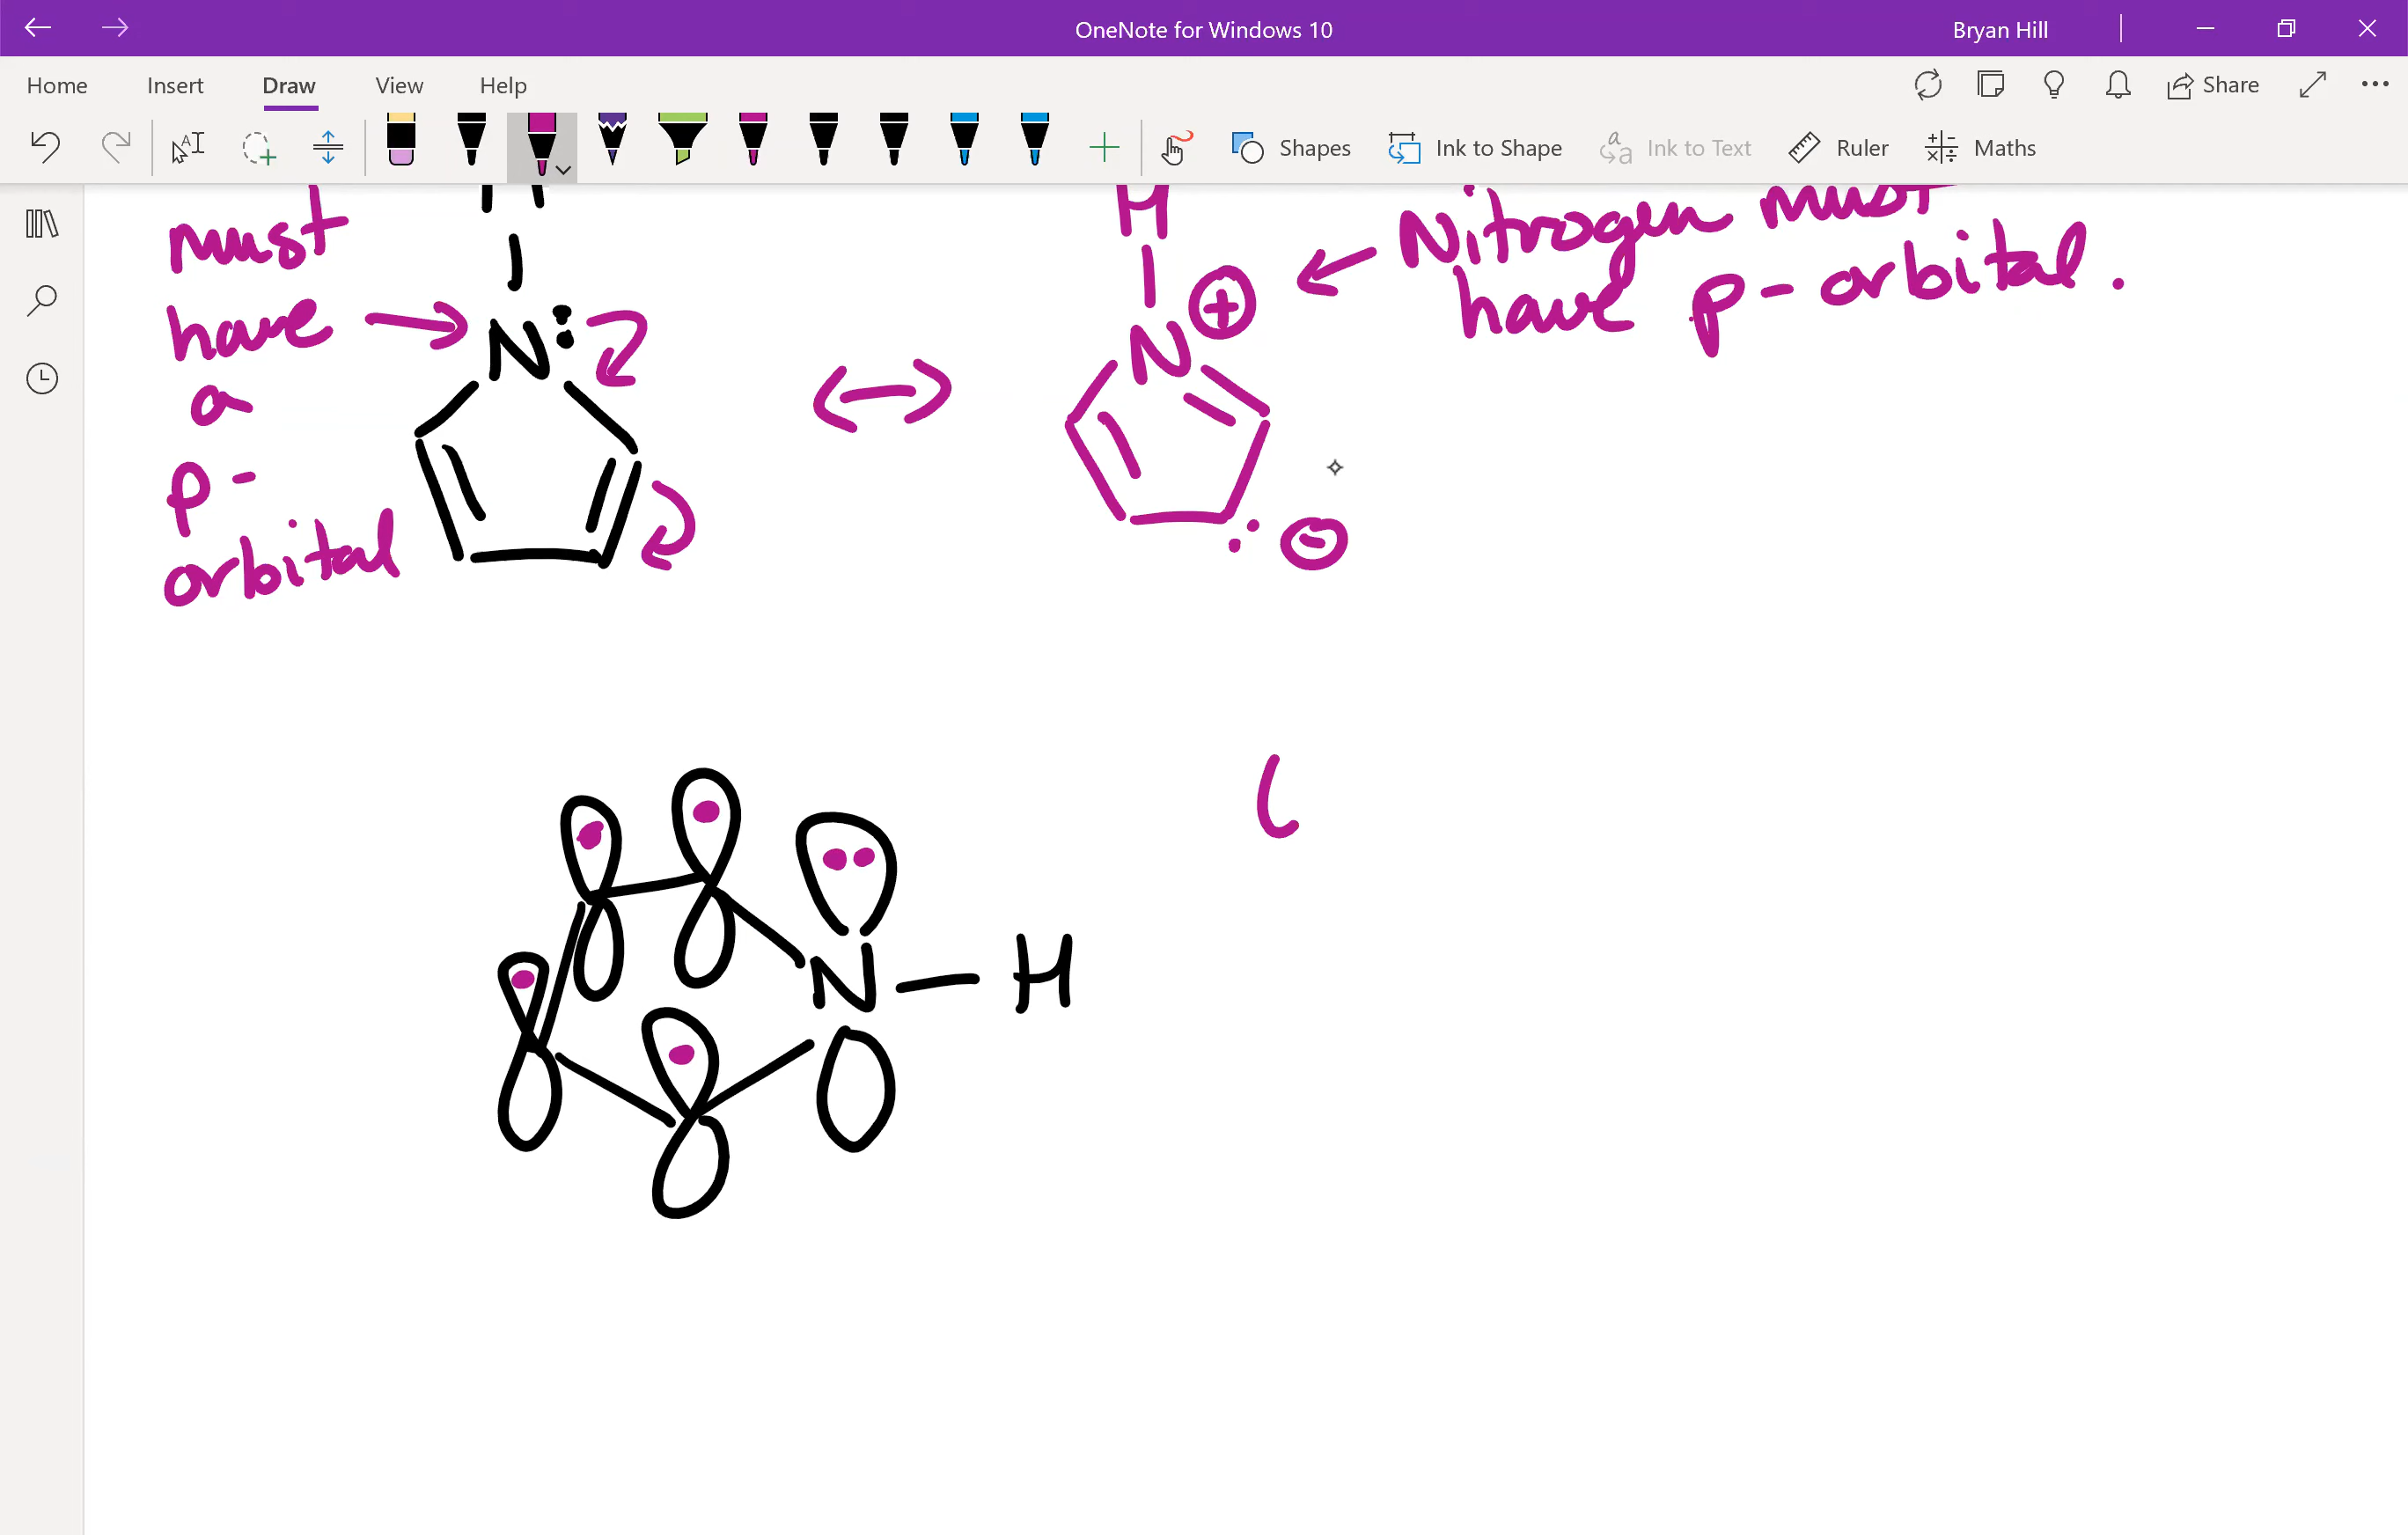 OneNote for Windows 10
Bryan Hill
Home Insert Draw View Help
Share
Shapes Ink to Shape Ink to Text Ruler Maths
must
have
a
p-
orbital
N:
H
N
+
-
Nitrogen must
have p-orbital.
N-H